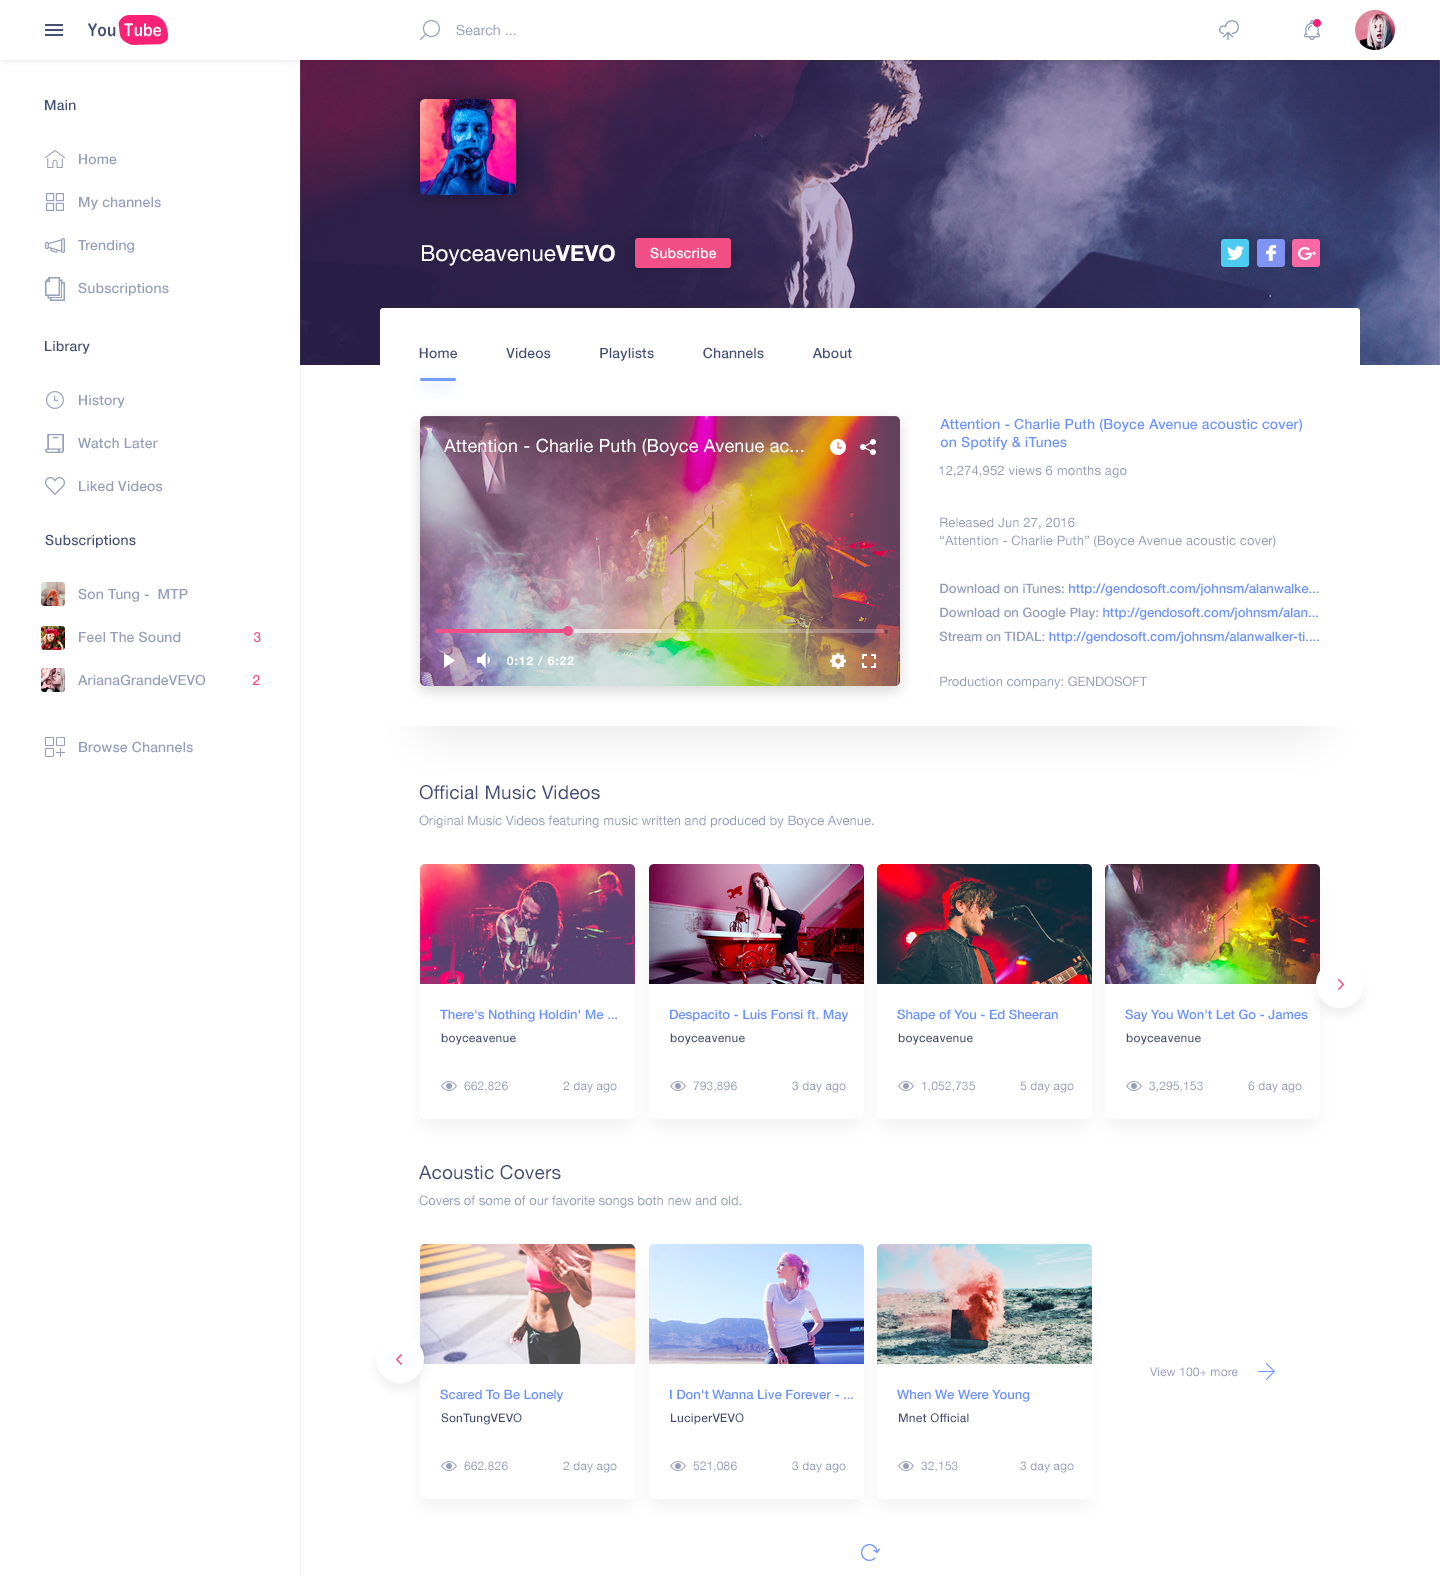 You Tube
Search ...
Main
Home
My channels
Trending
Subscriptions
Library
History
Watch Later
Liked Videos
Subscriptions
Son Tung - MTP
Feel The Sound 3
ArianaGrandeVEVO 2
Browse Channels
BoyceavenueVEVO Subscribe
Home Videos Playlists Channels About
Attention - Charlie Puth (Boyce Avenue ac...
0:12 / 6:22
Attention - Charlie Puth (Boyce Avenue acoustic cover)
on Spotify & iTunes
12,274,952 views 6 months ago
Released Jun 27, 2016
“Attention - Charlie Puth” (Boyce Avenue acoustic cover)
Download on iTunes: http://gendosoft.com/johnsm/alanwalke...
Download on Google Play: http://gendosoft.com/johnsm/alan...
Stream on TIDAL: http://gendosoft.com/johnsm/alanwalker-ti....
Production company: GENDOSOFT
Official Music Videos
Original Music Videos featuring music written and produced by Boyce Avenue.
There's Nothing Holdin' Me ...
boyceavenue
662,826 2 day ago
Despacito - Luis Fonsi ft. May
boyceavenue
793,896 3 day ago
Shape of You - Ed Sheeran
boyceavenue
1,052,735 5 day ago
Say You Won't Let Go - James
boyceavenue
3,295,153 6 day ago
Acoustic Covers
Covers of some of our favorite songs both new and old.
Scared To Be Lonely
SonTungVEVO
662,826 2 day ago
I Don't Wanna Live Forever - ...
LuciperVEVO
521,086 3 day ago
When We Were Young
Mnet Official
32,153 3 day ago
View 100+ more